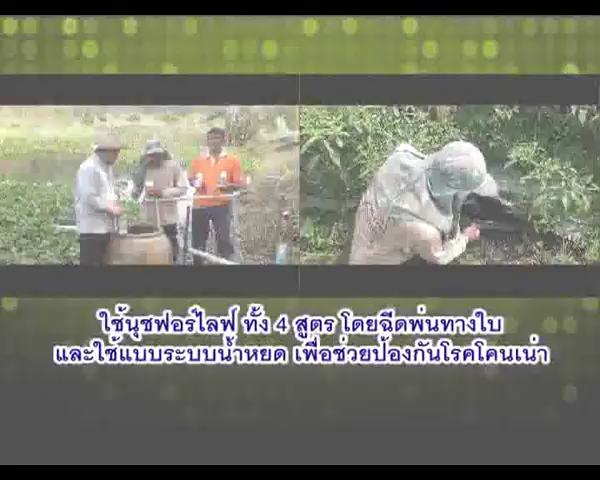 ใช้นุชฟอร์ไลฟ์ ทั้ง 4 สูตร โดยฉีดพ่นทางใบ
และใช้แบบระบบน้ำหยด เพื่อช่วยป้องกันโรคโคนเน่า